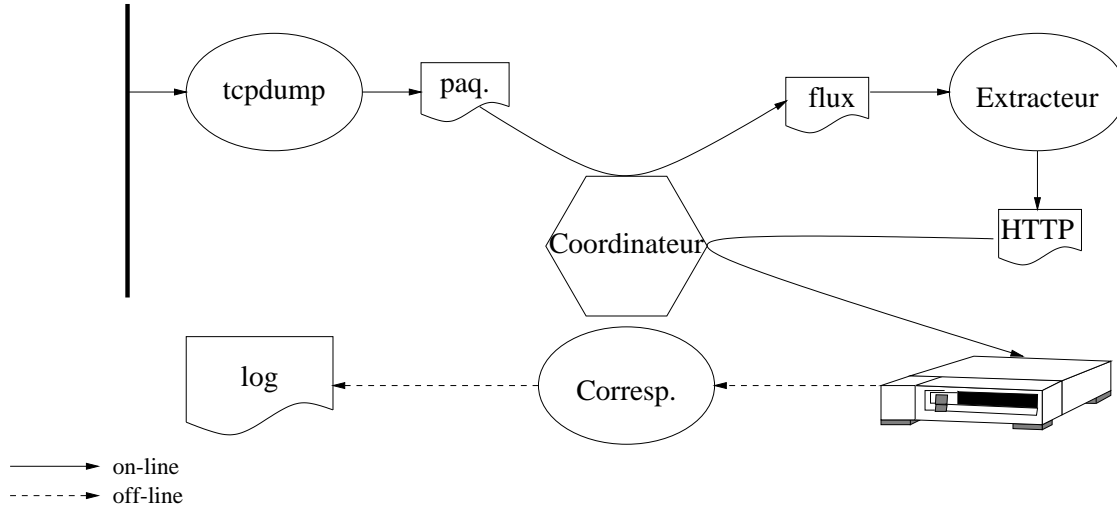 tcpdump
paq.
flux
Extracteur
Coordinateur
HTTP
log
Corresp.
on-line
off-line